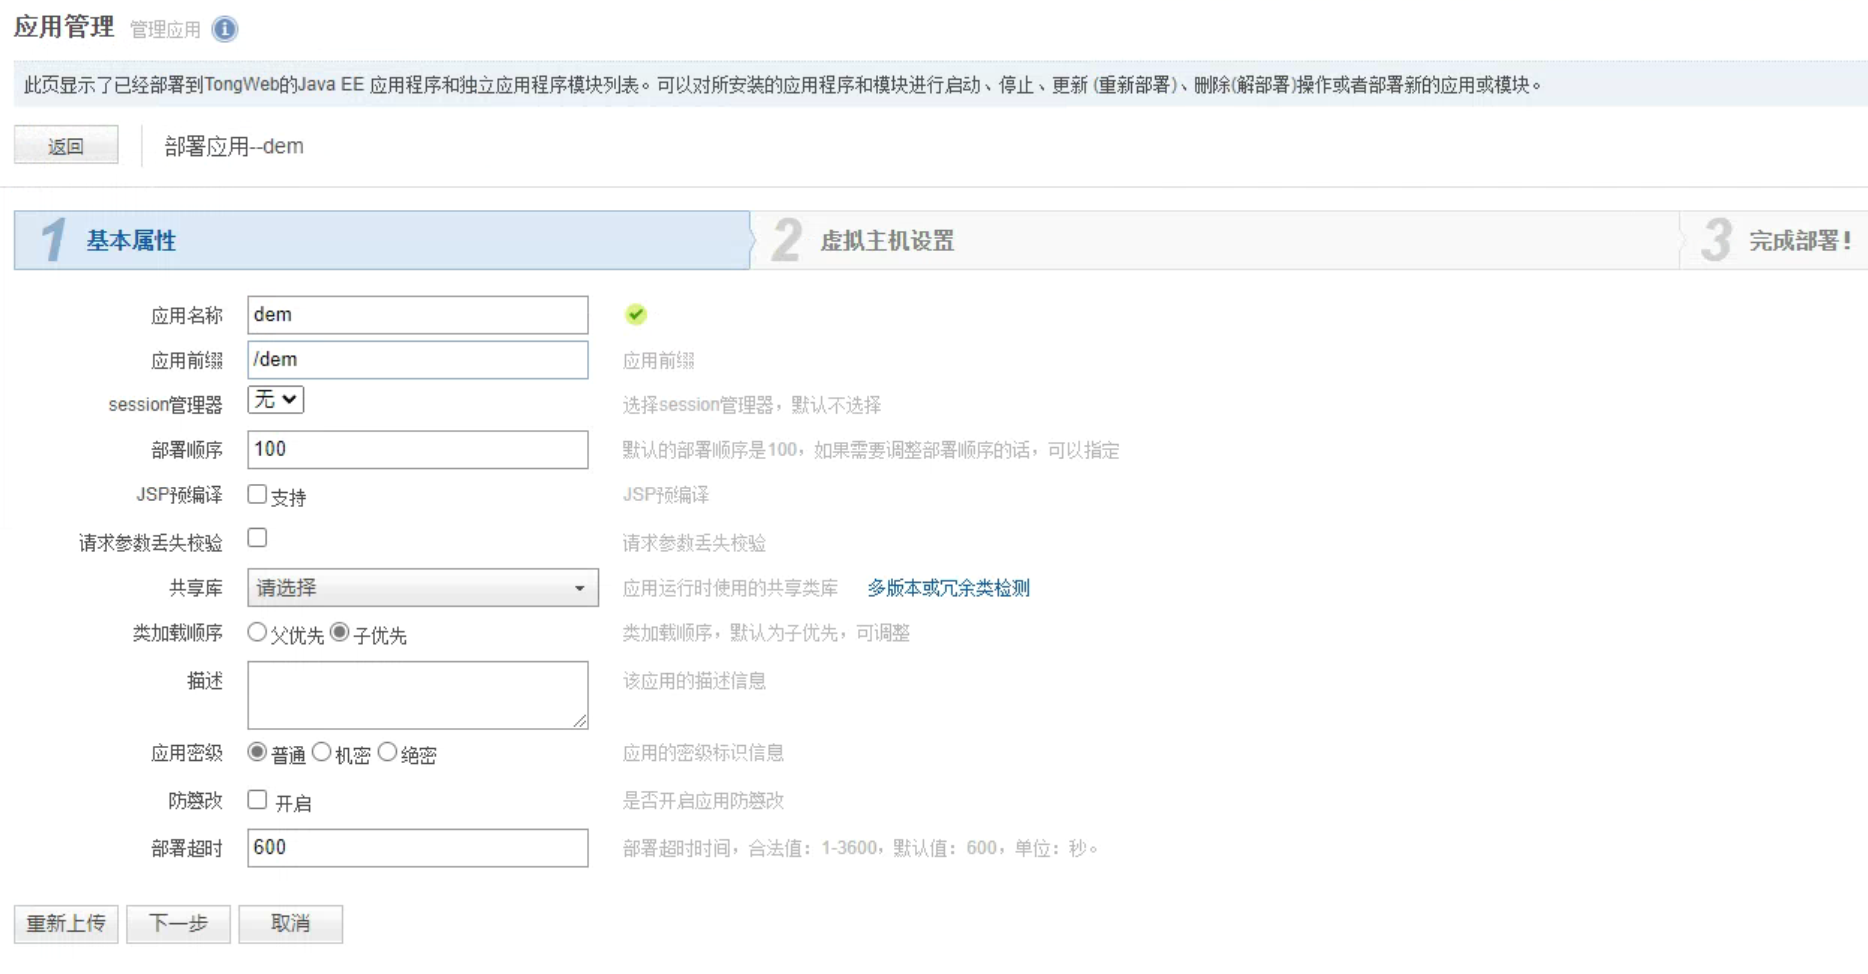 应用管理 管理应用
此页显示了已经部署到TongWeb的Java EE 应用程序和独立应用程序模块列表。可以对所安装的应用程序和模块进行启动、停止、更新 (重新部署)、删除(解部署)操作或者部署新的应用或模块。
返回 部署应用--dem
1 基本属性 2 虚拟主机设置 3 完成部署！
应用名称 dem
应用前缀 /dem 应用前缀
session管理器 无 选择session管理器，默认不选择
部署顺序 100 默认的部署顺序是100，如果需要调整部署顺序的话，可以指定
JSP预编译 支持 JSP预编译
请求参数丢失校验 请求参数丢失校验
共享库 请选择 应用运行时使用的共享类库 多版本或冗余类检测
类加载顺序 父优先 子优先 类加载顺序，默认为子优先，可调整
描述 该应用的描述信息
应用密级 普通 机密 绝密 应用的密级标识信息
防篡改 开启 是否开启应用防篡改
部署超时 600 部署超时时间，合法值：1-3600，默认值：600，单位：秒。
重新上传 下一步 取消